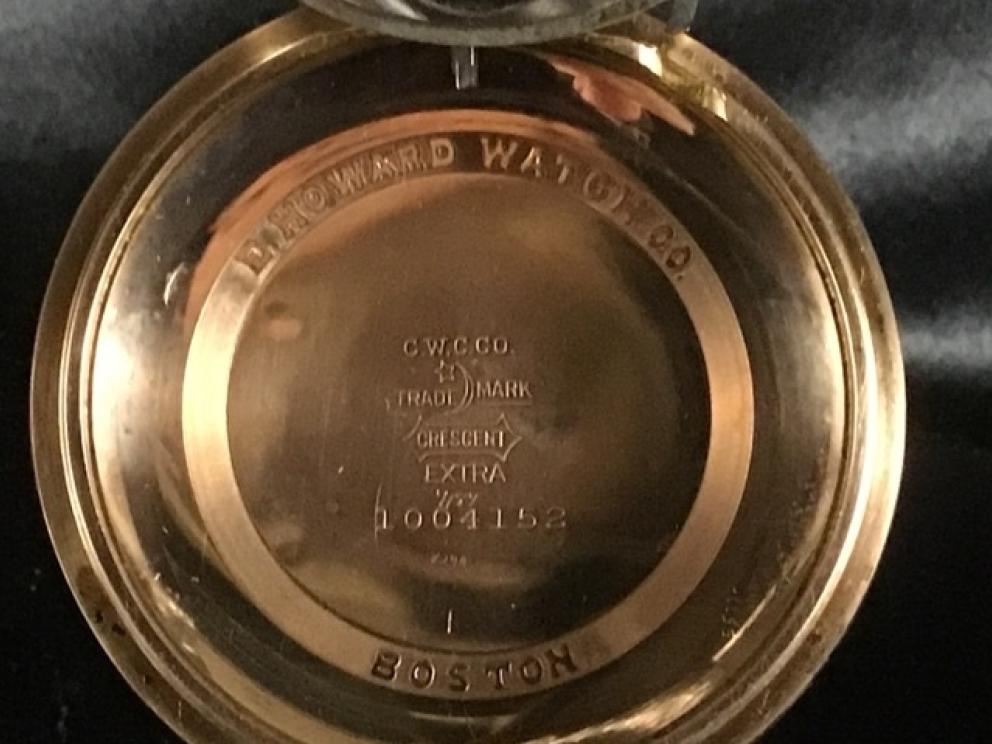 E. HOWARD WATCH CO.
C.W.C.CO.
TRADE MARK
CRESCENT
EXTRA
1004152
BOSTON